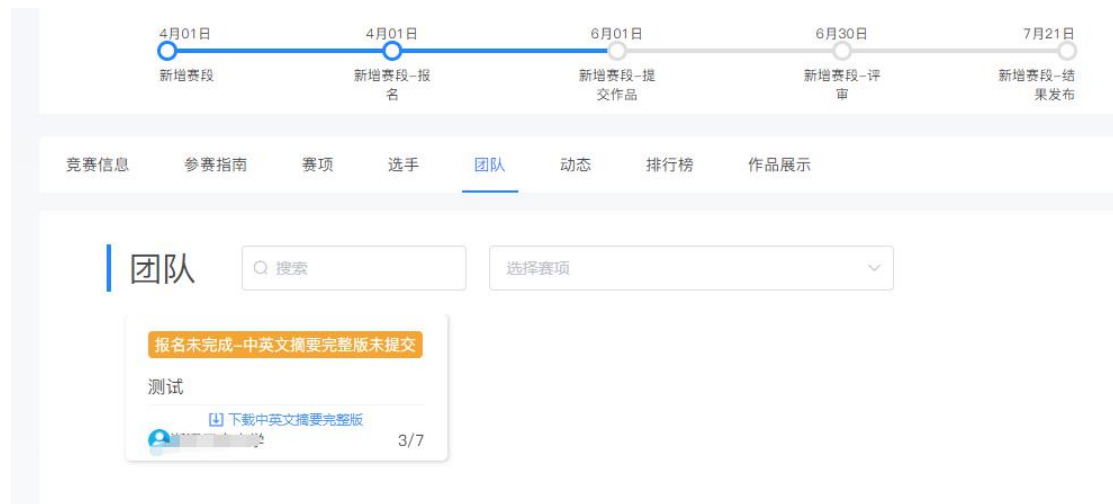 4月01日
4月01日
6月01日
6月30日
7月21日
新增赛段
新增赛段-报
名
新增赛段-提
交作品
新增赛段-评
审
新增赛段-结
果发布
竞赛信息 参赛指南 赛项 选手 团队 动态 排行榜 作品展示
团队 搜索 选择赛项
报名未完成-中英文摘要完整版未提交
测试
下载中英文摘要完整版
3/7